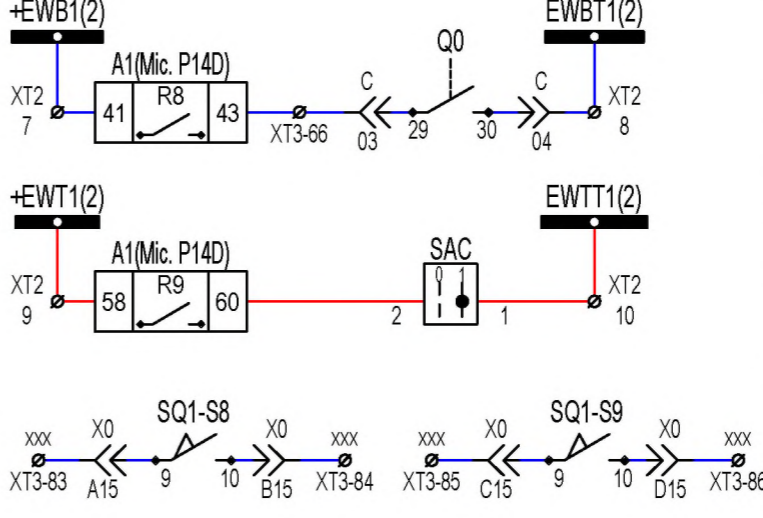 +EWB1(2) EWBT1(2)
Q0
A1(Mic. P14D)
XT2 R8 C C XT2
7 41 43 XT3-66 03 29 30 04 8
+EWT1(2) EWTT1(2)
A1(Mic. P14D) SAC
XT2 R9 0 1 XT2
9 58 60 2 1 10
SQ1-S8 SQ1-S9
xxx X0 X0 xxx xxx X0 X0 xxx
XT3-83 A15 9 10 B15 XT3-84 XT3-85 C15 9 10 D15 XT3-86